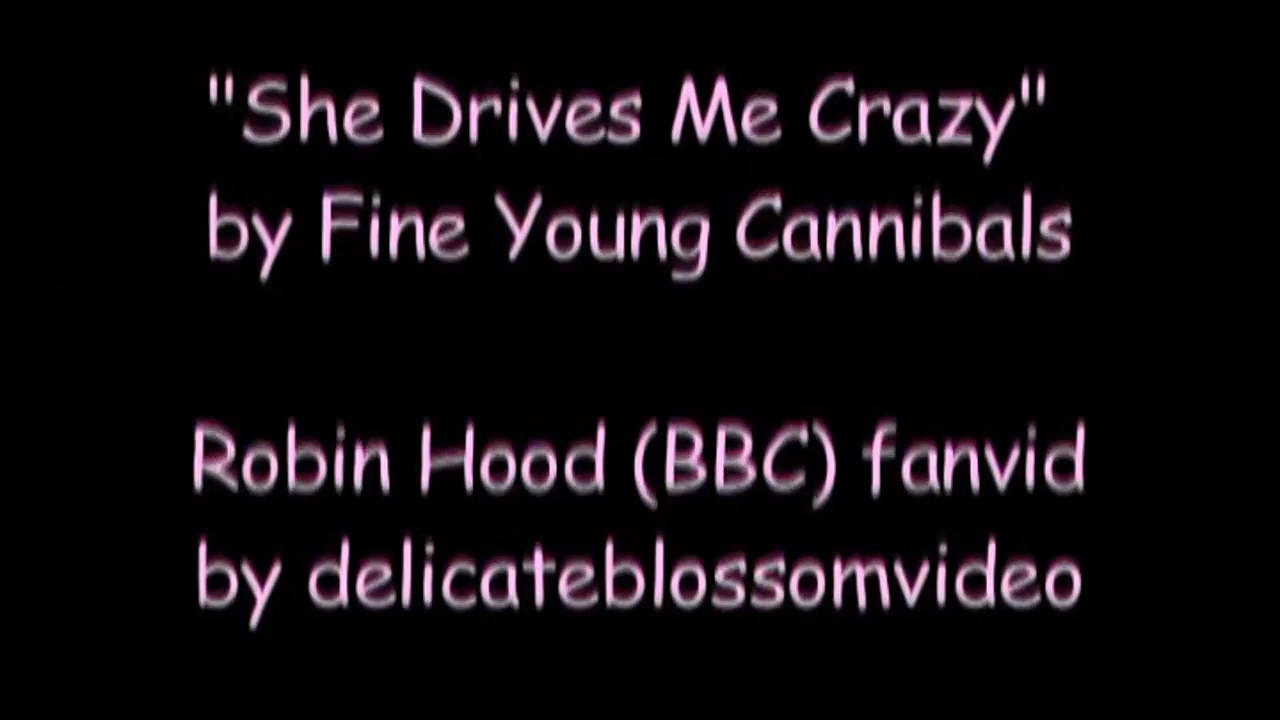 "She Drives Me Crazy"
by Fine Young Cannibals
Robin Hood (BBC) fanvid
by delicateblossomvideo